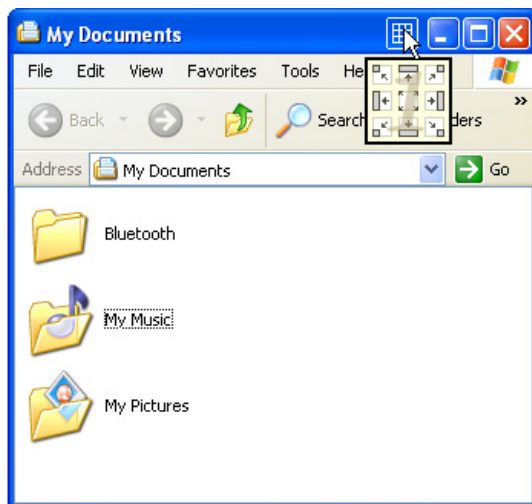 My Documents
File Edit View Favorites Tools He
Back Search ders
Address My Documents Go
Bluetooth
My Music
My Pictures